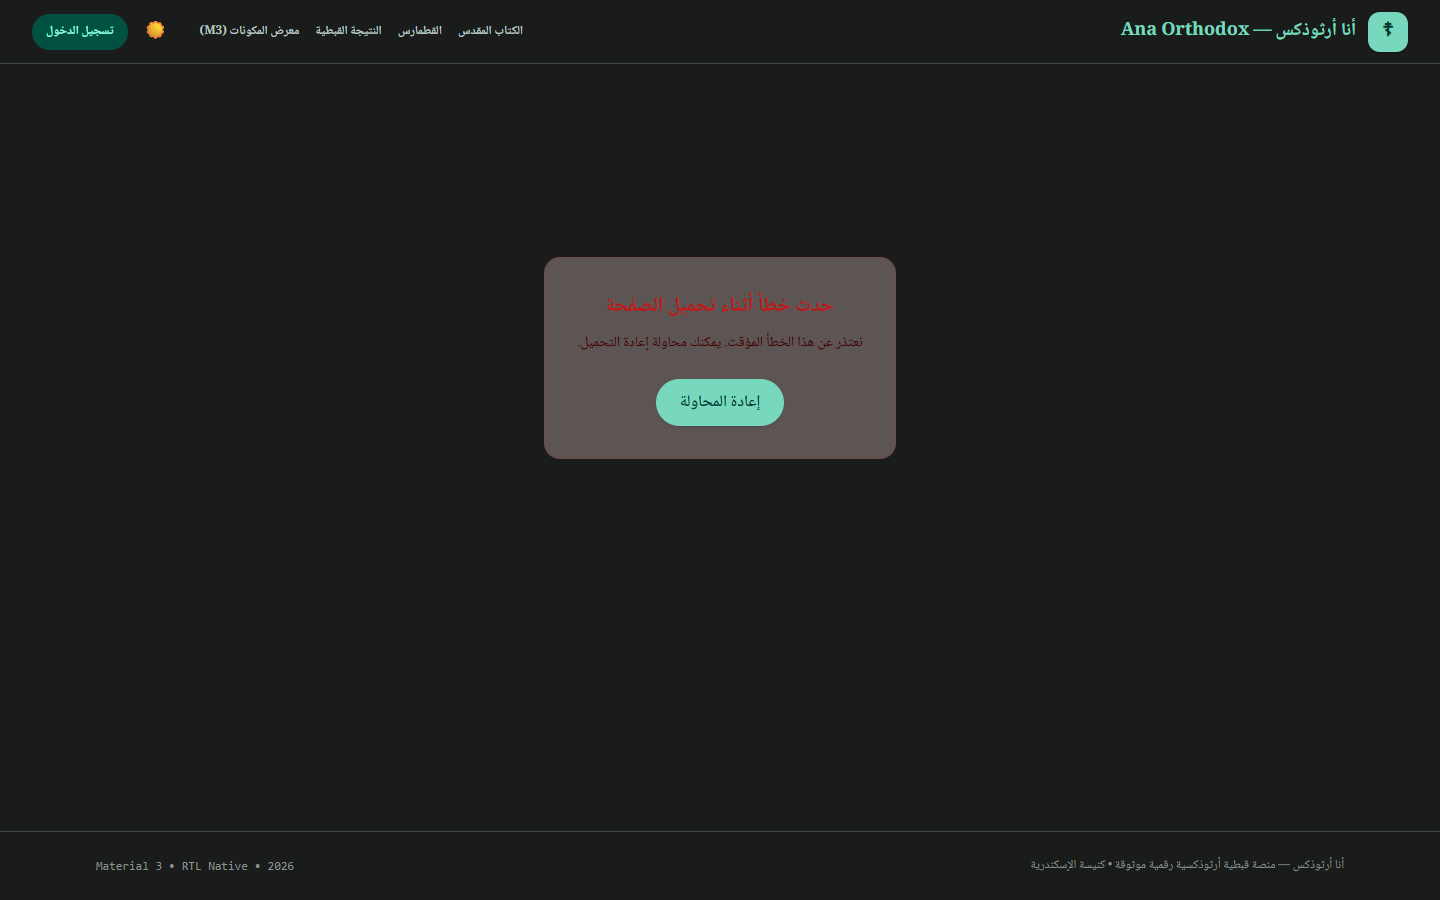 أنا أرثوذكس — Ana Orthodox
الكتاب المقدس
القطمارس
النتيجة القبطية
معرض المكونات (M3)
تسجيل الدخول
حدث خطأ أثناء تحميل الصفحة
نعتذر عن هذا الخطأ المؤقت. يمكنك محاولة إعادة التحميل.
إعادة المحاولة
أنا أرثوذكس — منصة قبطية أرثوذكسية رقمية موثوقة • كنيسة الإسكندرية
Material 3 • RTL Native • 2026